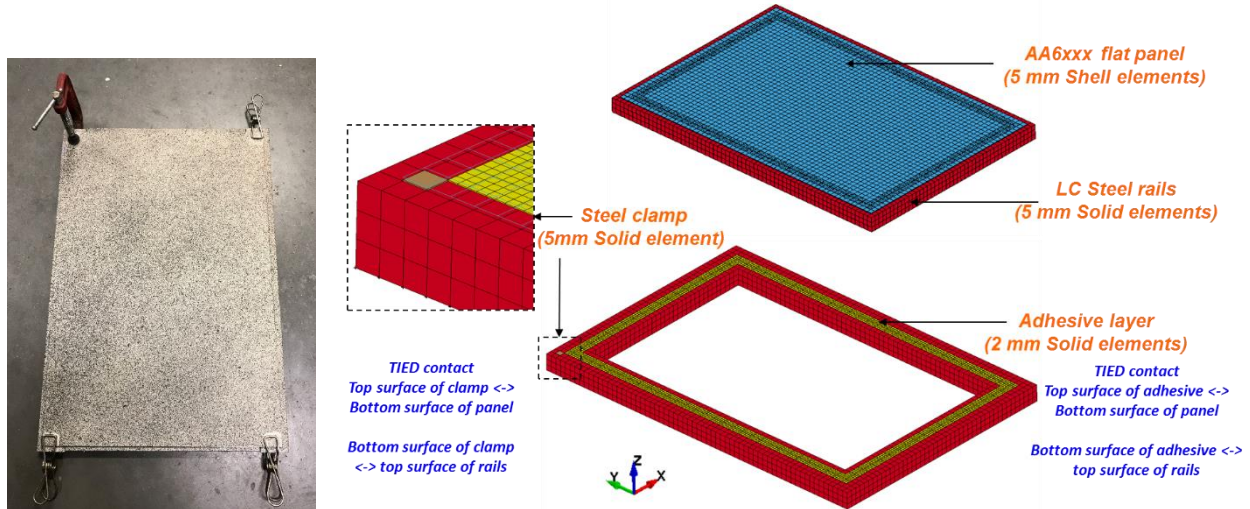 AA6xxx flat panel
(5 mm Shell elements)
LC Steel rails
(5 mm Solid elements)
Steel clamp
(5mm Solid element)
Adhesive layer
(2 mm Solid elements)
TIED contact
Top surface of clamp <->
Bottom surface of panel
Bottom surface of clamp
<-> top surface of rails
TIED contact
Top surface of adhesive <->
Bottom surface of panel
Bottom surface of adhesive <->
top surface of rails
Z
Y
X